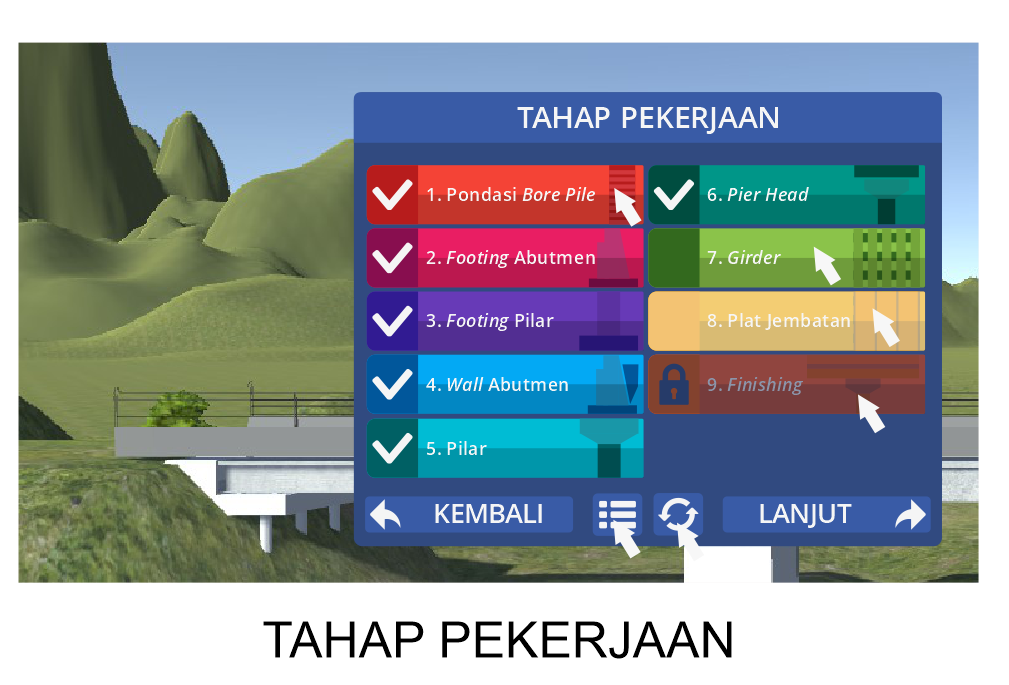 TAHAP PEKERJAAN
1. Pondasi Bore Pile
2. Footing Abutmen
3. Footing Pilar
4. Wall Abutmen
5. Pilar
6. Pier Head
7. Girder
8. Plat Jembatan
9. Finishing
KEMBALI
LANJUT
TAHAP PEKERJAAN